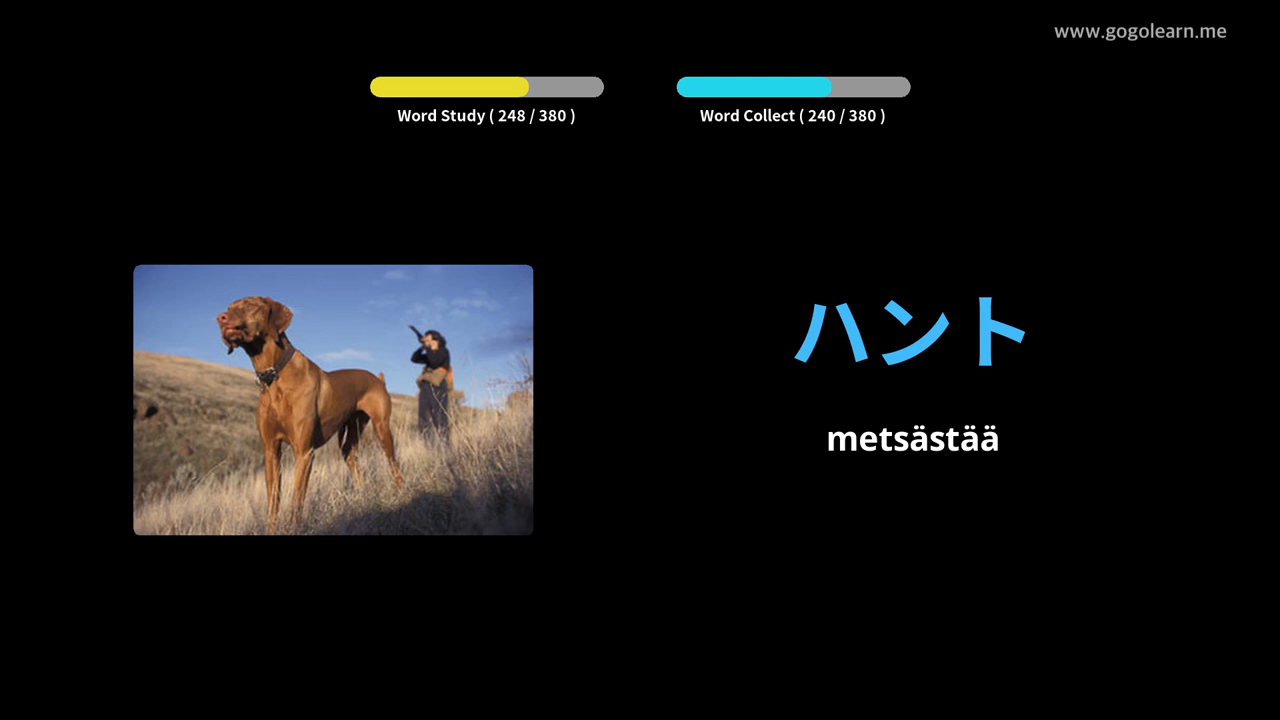 www.gogolearn.me
Word Study ( 248 / 380 )
Word Collect ( 240 / 380 )
ハント
metsästää